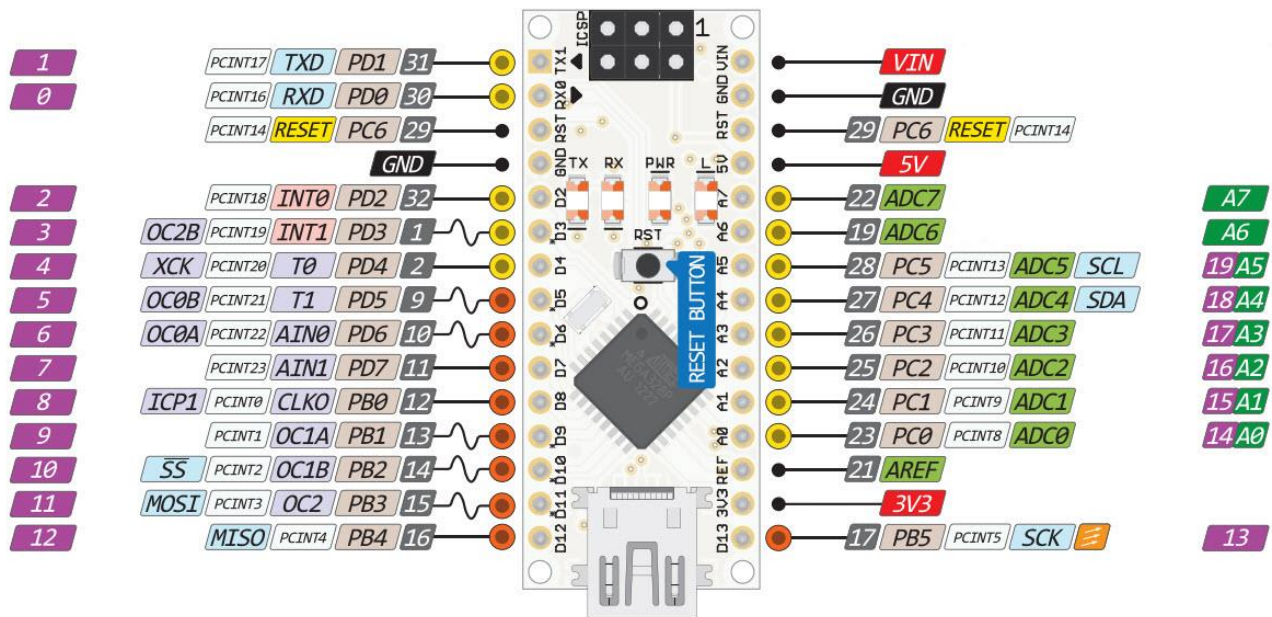 ICSP 1
1 PCINT17 TXD PD1 31 TX1 VIN VIN
0 PCINT16 RXD PD0 30 RX0 GND GND
PCINT14 RESET PC6 29 RST RST 29 PC6 RESET PCINT14
GND GND TX RX PWR L 5V 5V
2 PCINT18 INT0 PD2 32 D2 A7 22 ADC7 A7
3 OC2B PCINT19 INT1 PD3 1 D3 RST A6 19 ADC6 A6
4 XCK PCINT20 T0 PD4 2 D4 A5 28 PC5 PCINT13 ADC5 SCL 19 A5
5 OC0B PCINT21 T1 PD5 9 D5 A4 27 PC4 PCINT12 ADC4 SDA 18 A4
6 OC0A PCINT22 AIN0 PD6 10 D6 RESET BUTTON A3 26 PC3 PCINT11 ADC3 17 A3
7 PCINT23 AIN1 PD7 11 D7 A2 25 PC2 PCINT10 ADC2 16 A2
8 ICP1 PCINT0 CLKO PB0 12 D8 A1 24 PC1 PCINT9 ADC1 15 A1
9 PCINT1 OC1A PB1 13 D9 A0 23 PC0 PCINT8 ADC0 14 A0
10 SS PCINT2 OC1B PB2 14 D10 REF 21 AREF
11 MOSI PCINT3 OC2 PB3 15 D11 3V3 3V3
12 MISO PCINT4 PB4 16 D12 D13 17 PB5 PCINT5 SCK 13